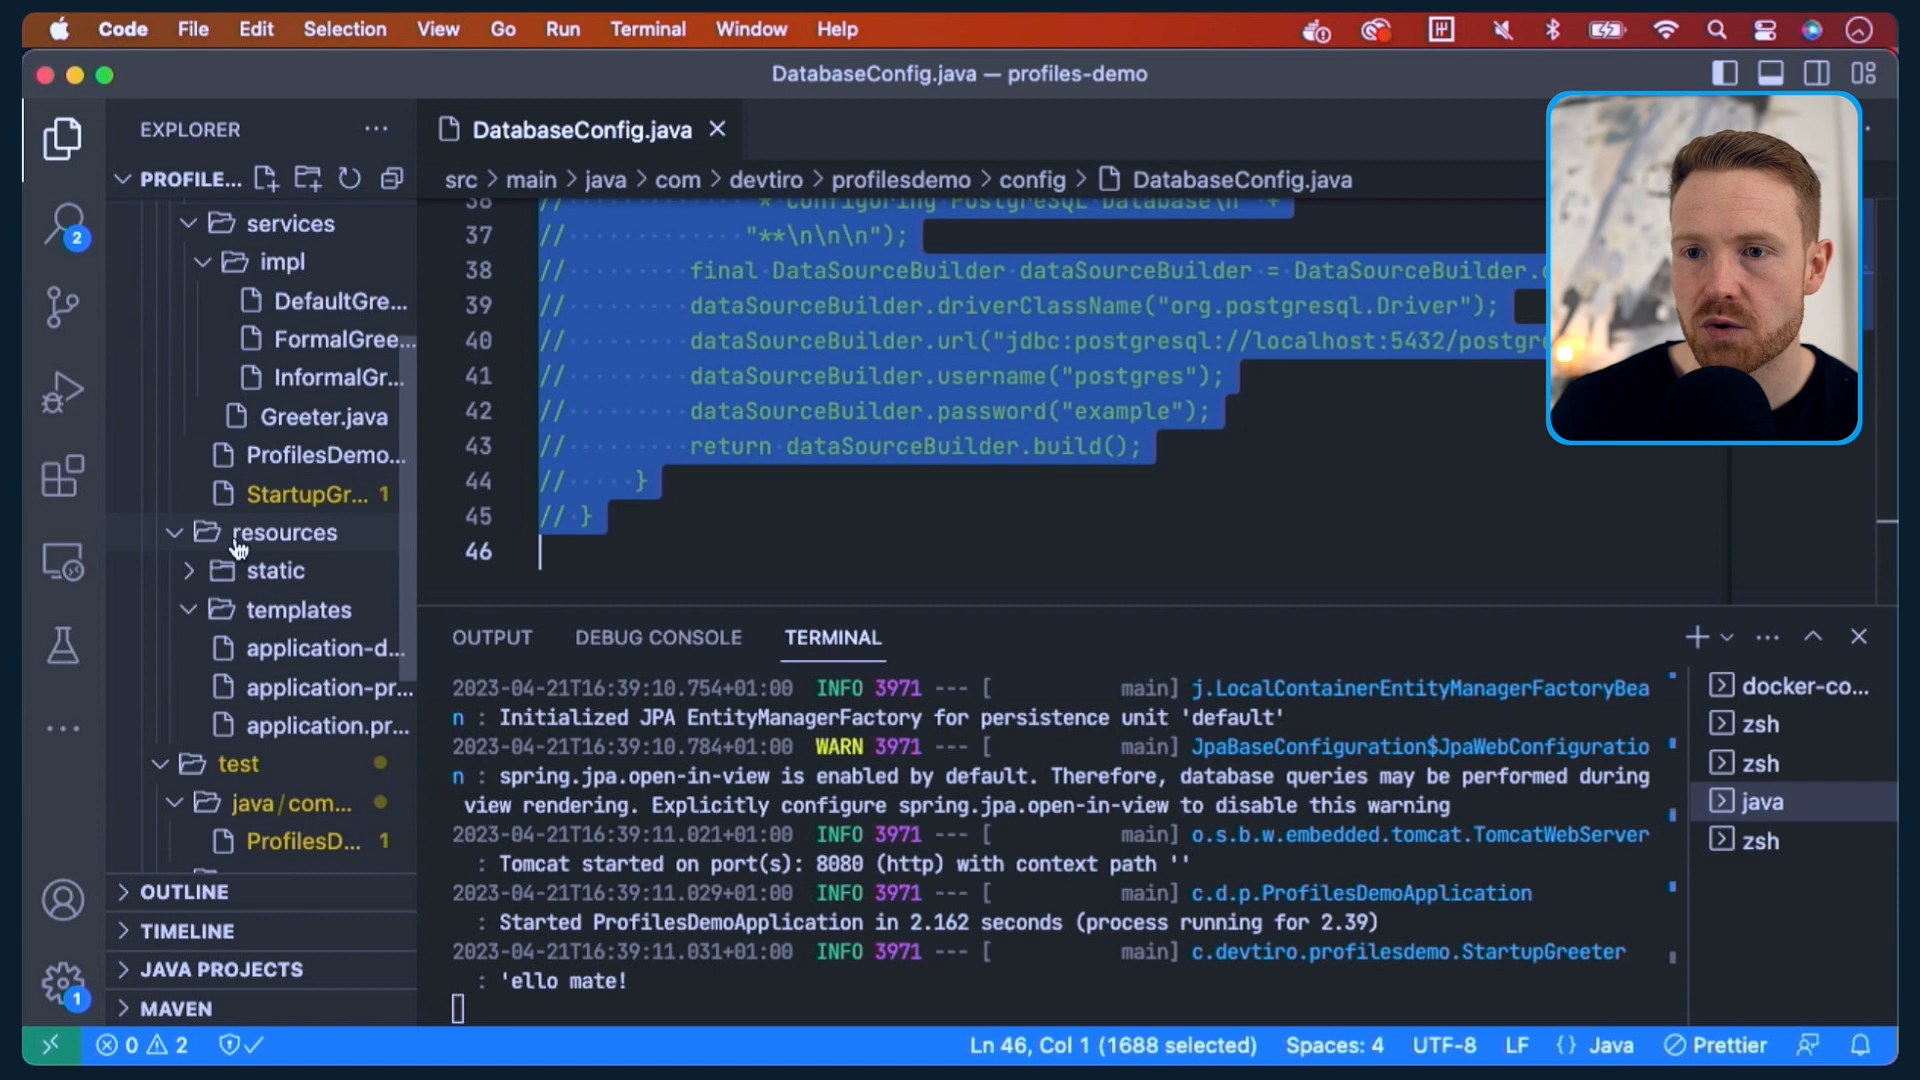 Code File Edit Selection View Go Run Terminal Window Help
DatabaseConfig.java — profiles-demo
EXPLORER ···
DatabaseConfig.java
PROFILE...
src > main > java > com > devtiro > profilesdemo > config > DatabaseConfig.java
2
services
impl
DefaultGre...
FormalGree...
InformalGr...
Greeter.java
ProfilesDemo...
StartupGr... 1
resources
static
templates
application-d...
application-pr...
application.pr...
test
java/com...
ProfilesD... 1
OUTLINE
TIMELINE
JAVA PROJECTS
MAVEN
1
36 // * Configuring PostgreSQL Database\n" +
37 // "**\n\n\n");
38 // final DataSourceBuilder dataSourceBuilder = DataSourceBuilder.
39 // dataSourceBuilder.driverClassName("org.postgresql.Driver");
40 // dataSourceBuilder.url("jdbc:postgresql://localhost:5432/postgre
41 // dataSourceBuilder.username("postgres");
42 // dataSourceBuilder.password("example");
43 // return dataSourceBuilder.build();
44 // }
45 // }
46
OUTPUT DEBUG CONSOLE TERMINAL
2023-04-21T16:39:10.754+01:00 INFO 3971 --- [ main] j.LocalContainerEntityManagerFactoryBea
n : Initialized JPA EntityManagerFactory for persistence unit 'default'
2023-04-21T16:39:10.784+01:00 WARN 3971 --- [ main] JpaBaseConfiguration$JpaWebConfiguratio
n : spring.jpa.open-in-view is enabled by default. Therefore, database queries may be performed during
view rendering. Explicitly configure spring.jpa.open-in-view to disable this warning
2023-04-21T16:39:11.021+01:00 INFO 3971 --- [ main] o.s.b.w.embedded.tomcat.TomcatWebServer
: Tomcat started on port(s): 8080 (http) with context path ''
2023-04-21T16:39:11.029+01:00 INFO 3971 --- [ main] c.d.p.ProfilesDemoApplication
: Started ProfilesDemoApplication in 2.162 seconds (process running for 2.39)
2023-04-21T16:39:11.031+01:00 INFO 3971 --- [ main] c.devtiro.profilesdemo.StartupGreeter
: 'ello mate!
docker-co...
zsh
zsh
java
zsh
0 2 Ln 46, Col 1 (1688 selected) Spaces: 4 UTF-8 LF {} Java Prettier